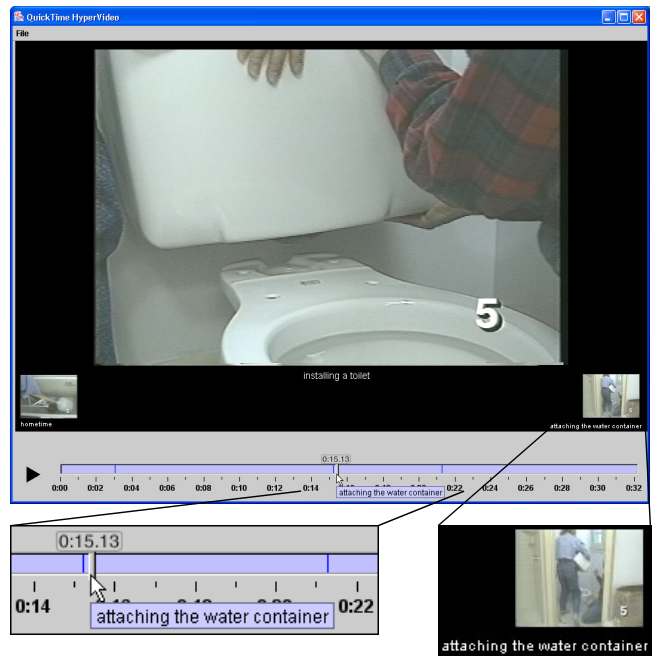 QuickTime HyperVideo
File
5
installing a toilet
hometime
attaching the water container
0:15.13
0:00 0:02 0:04 0:06 0:08 0:10 0:12 0:14 0:22 0:24 0:26 0:28 0:30 0:32
attaching the water container
0:15.13
0:14 0:22
attaching the water container
5
attaching the water container